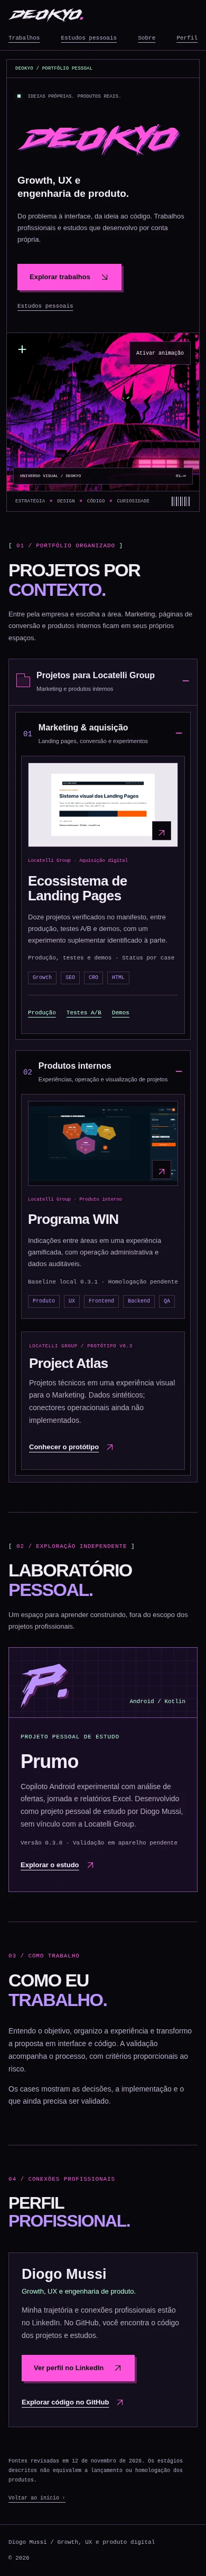 DEOKYO.
Trabalhos Estudos pessoais Sobre Perfil
DEOKYO / PORTFÓLIO PESSOAL
IDEIAS PRÓPRIAS. PRODUTOS REAIS.
DEOKYO
Growth, UX e
engenharia de produto.
Do problema à interface, da ideia ao código. Trabalhos
profissionais e estudos que desenvolvo por conta
própria.
Explorar trabalhos
Estudos pessoais
Ativar animação
UNIVERSO VISUAL / DEOKYO
ESTRATÉGIA DESIGN CÓDIGO CURIOSIDADE
[ 01 / PORTFÓLIO ORGANIZADO ]
PROJETOS POR
CONTEXTO.
Entre pela empresa e escolha a área. Marketing, páginas de
conversão e produtos internos ficam em seus próprios
espaços.
Projetos para Locatelli Group
Marketing e produtos internos
01 Marketing & aquisição
Landing pages, conversão e experimentos
Sistema visual das Landing Pages
Locatelli Group · Aquisição digital
Ecossistema de
Landing Pages
Doze projetos verificados no manifesto, entre
produção, testes A/B e demos, com um
experimento suplementar identificado à parte.
Produção, testes e demos · Status por case
Growth SEO CRO HTML
Produção Testes A/B Demos
02 Produtos internos
Experiências, operação e visualização de projetos
Locatelli Group · Produto interno
Programa WIN
Indicações entre áreas em uma experiência
gamificada, com operação administrativa e
dados auditáveis.
Baseline local 0.3.1 · Homologação pendente
Produto UX Frontend Backend QA
LOCATELLI GROUP / PROTÓTIPO V0.3
Project Atlas
Projetos técnicos em uma experiência visual
para o Marketing. Dados sintéticos;
conectores operacionais ainda não
implementados.
Conhecer o protótipo
[ 02 / EXPLORAÇÃO INDEPENDENTE ]
LABORATÓRIO
PESSOAL.
Um espaço para aprender construindo, fora do escopo dos
projetos profissionais.
P.
Android / Kotlin
PROJETO PESSOAL DE ESTUDO
Prumo
Copiloto Android experimental com análise de
ofertas, jornada e relatórios Excel. Desenvolvido
como projeto pessoal de estudo por Diogo Mussi,
sem vínculo com a Locatelli Group.
Versão 0.3.0 · Validação em aparelho pendente
Explorar o estudo
03 / COMO TRABALHO
COMO EU
TRABALHO.
Entendo o objetivo, organizo a experiência e transformo
a proposta em interface e código. A validação
acompanha o processo, com critérios proporcionais ao
risco.
Os cases mostram as decisões, a implementação e o
que ainda precisa ser validado.
04 / CONEXÕES PROFISSIONAIS
PERFIL
PROFISSIONAL.
Diogo Mussi
Growth, UX e engenharia de produto.
Minha trajetória e conexões profissionais estão
no LinkedIn. No GitHub, você encontra o código
dos projetos e estudos.
Ver perfil no LinkedIn
Explorar código no GitHub
Fontes revisadas em 12 de novembro de 2026. Os estágios
descritos não equivalem a lançamento ou homologação dos
produtos.
Voltar ao início ↑
Diogo Mussi / Growth, UX e produto digital
© 2026